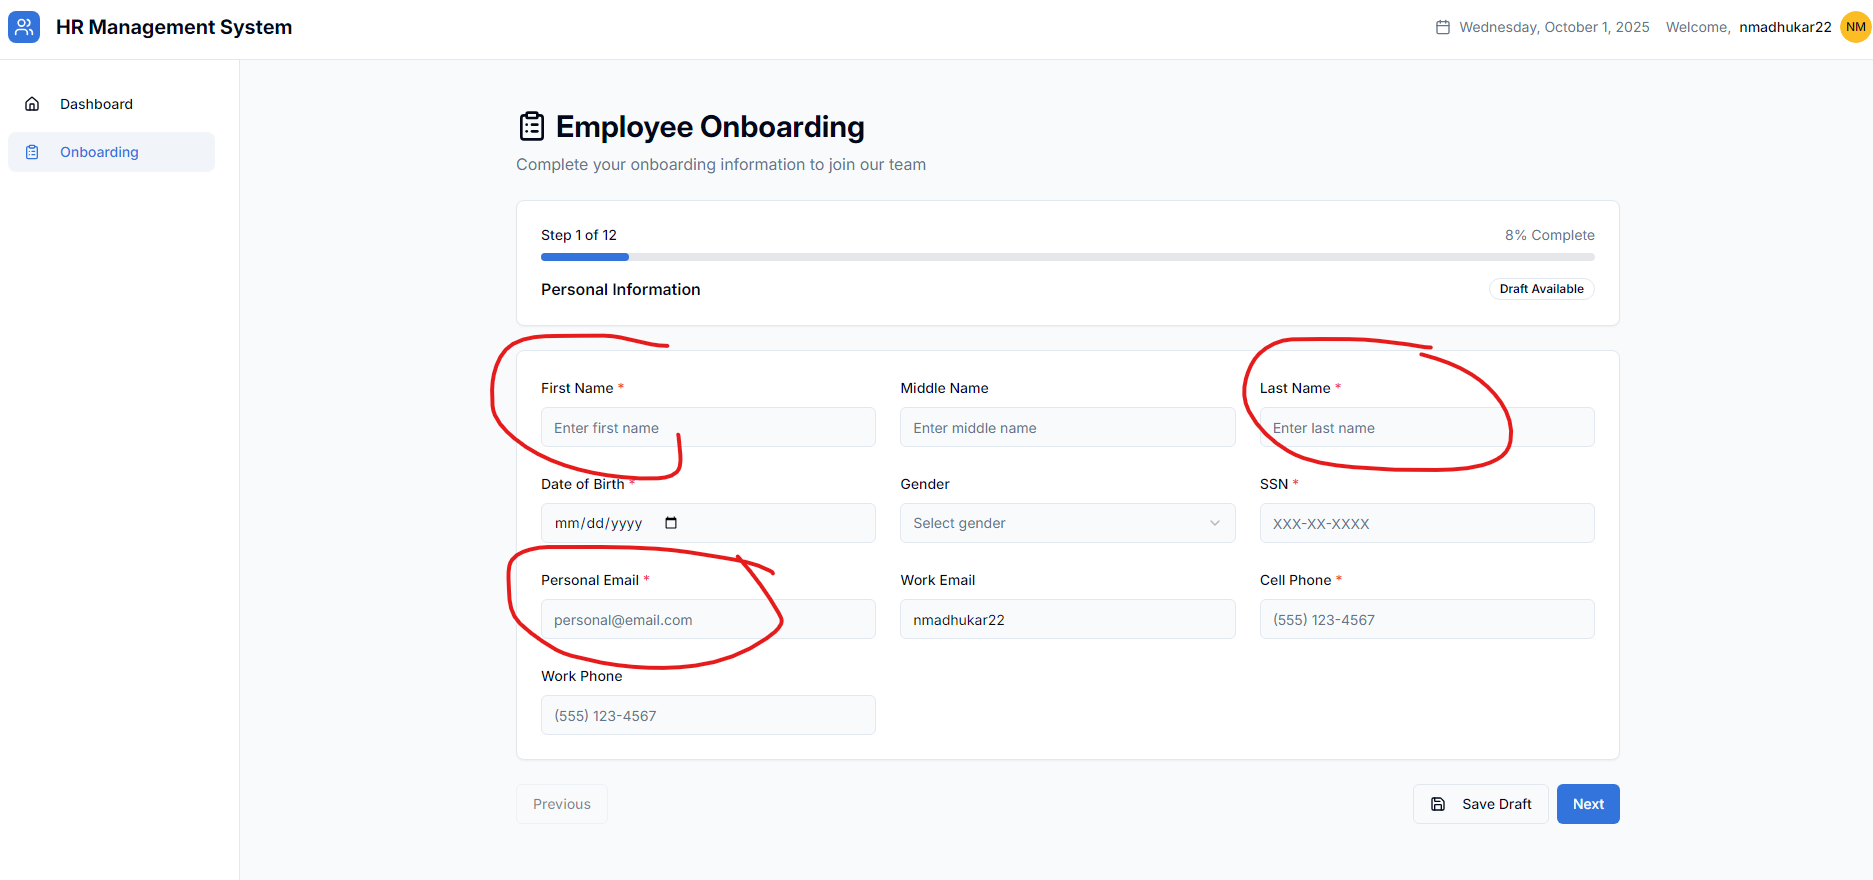 HR Management System
Wednesday, October 1, 2025 Welcome, nmadhukar22 NM
Dashboard
Onboarding
Employee Onboarding
Complete your onboarding information to join our team
Step 1 of 12 8% Complete
Personal Information Draft Available
First Name * Middle Name Last Name *
Enter first name Enter middle name Enter last name
Date of Birth * Gender SSN *
mm/dd/yyyy Select gender XXX-XX-XXXX
Personal Email * Work Email Cell Phone *
personal@email.com nmadhukar22 (555) 123-4567
Work Phone
(555) 123-4567
Previous Save Draft Next